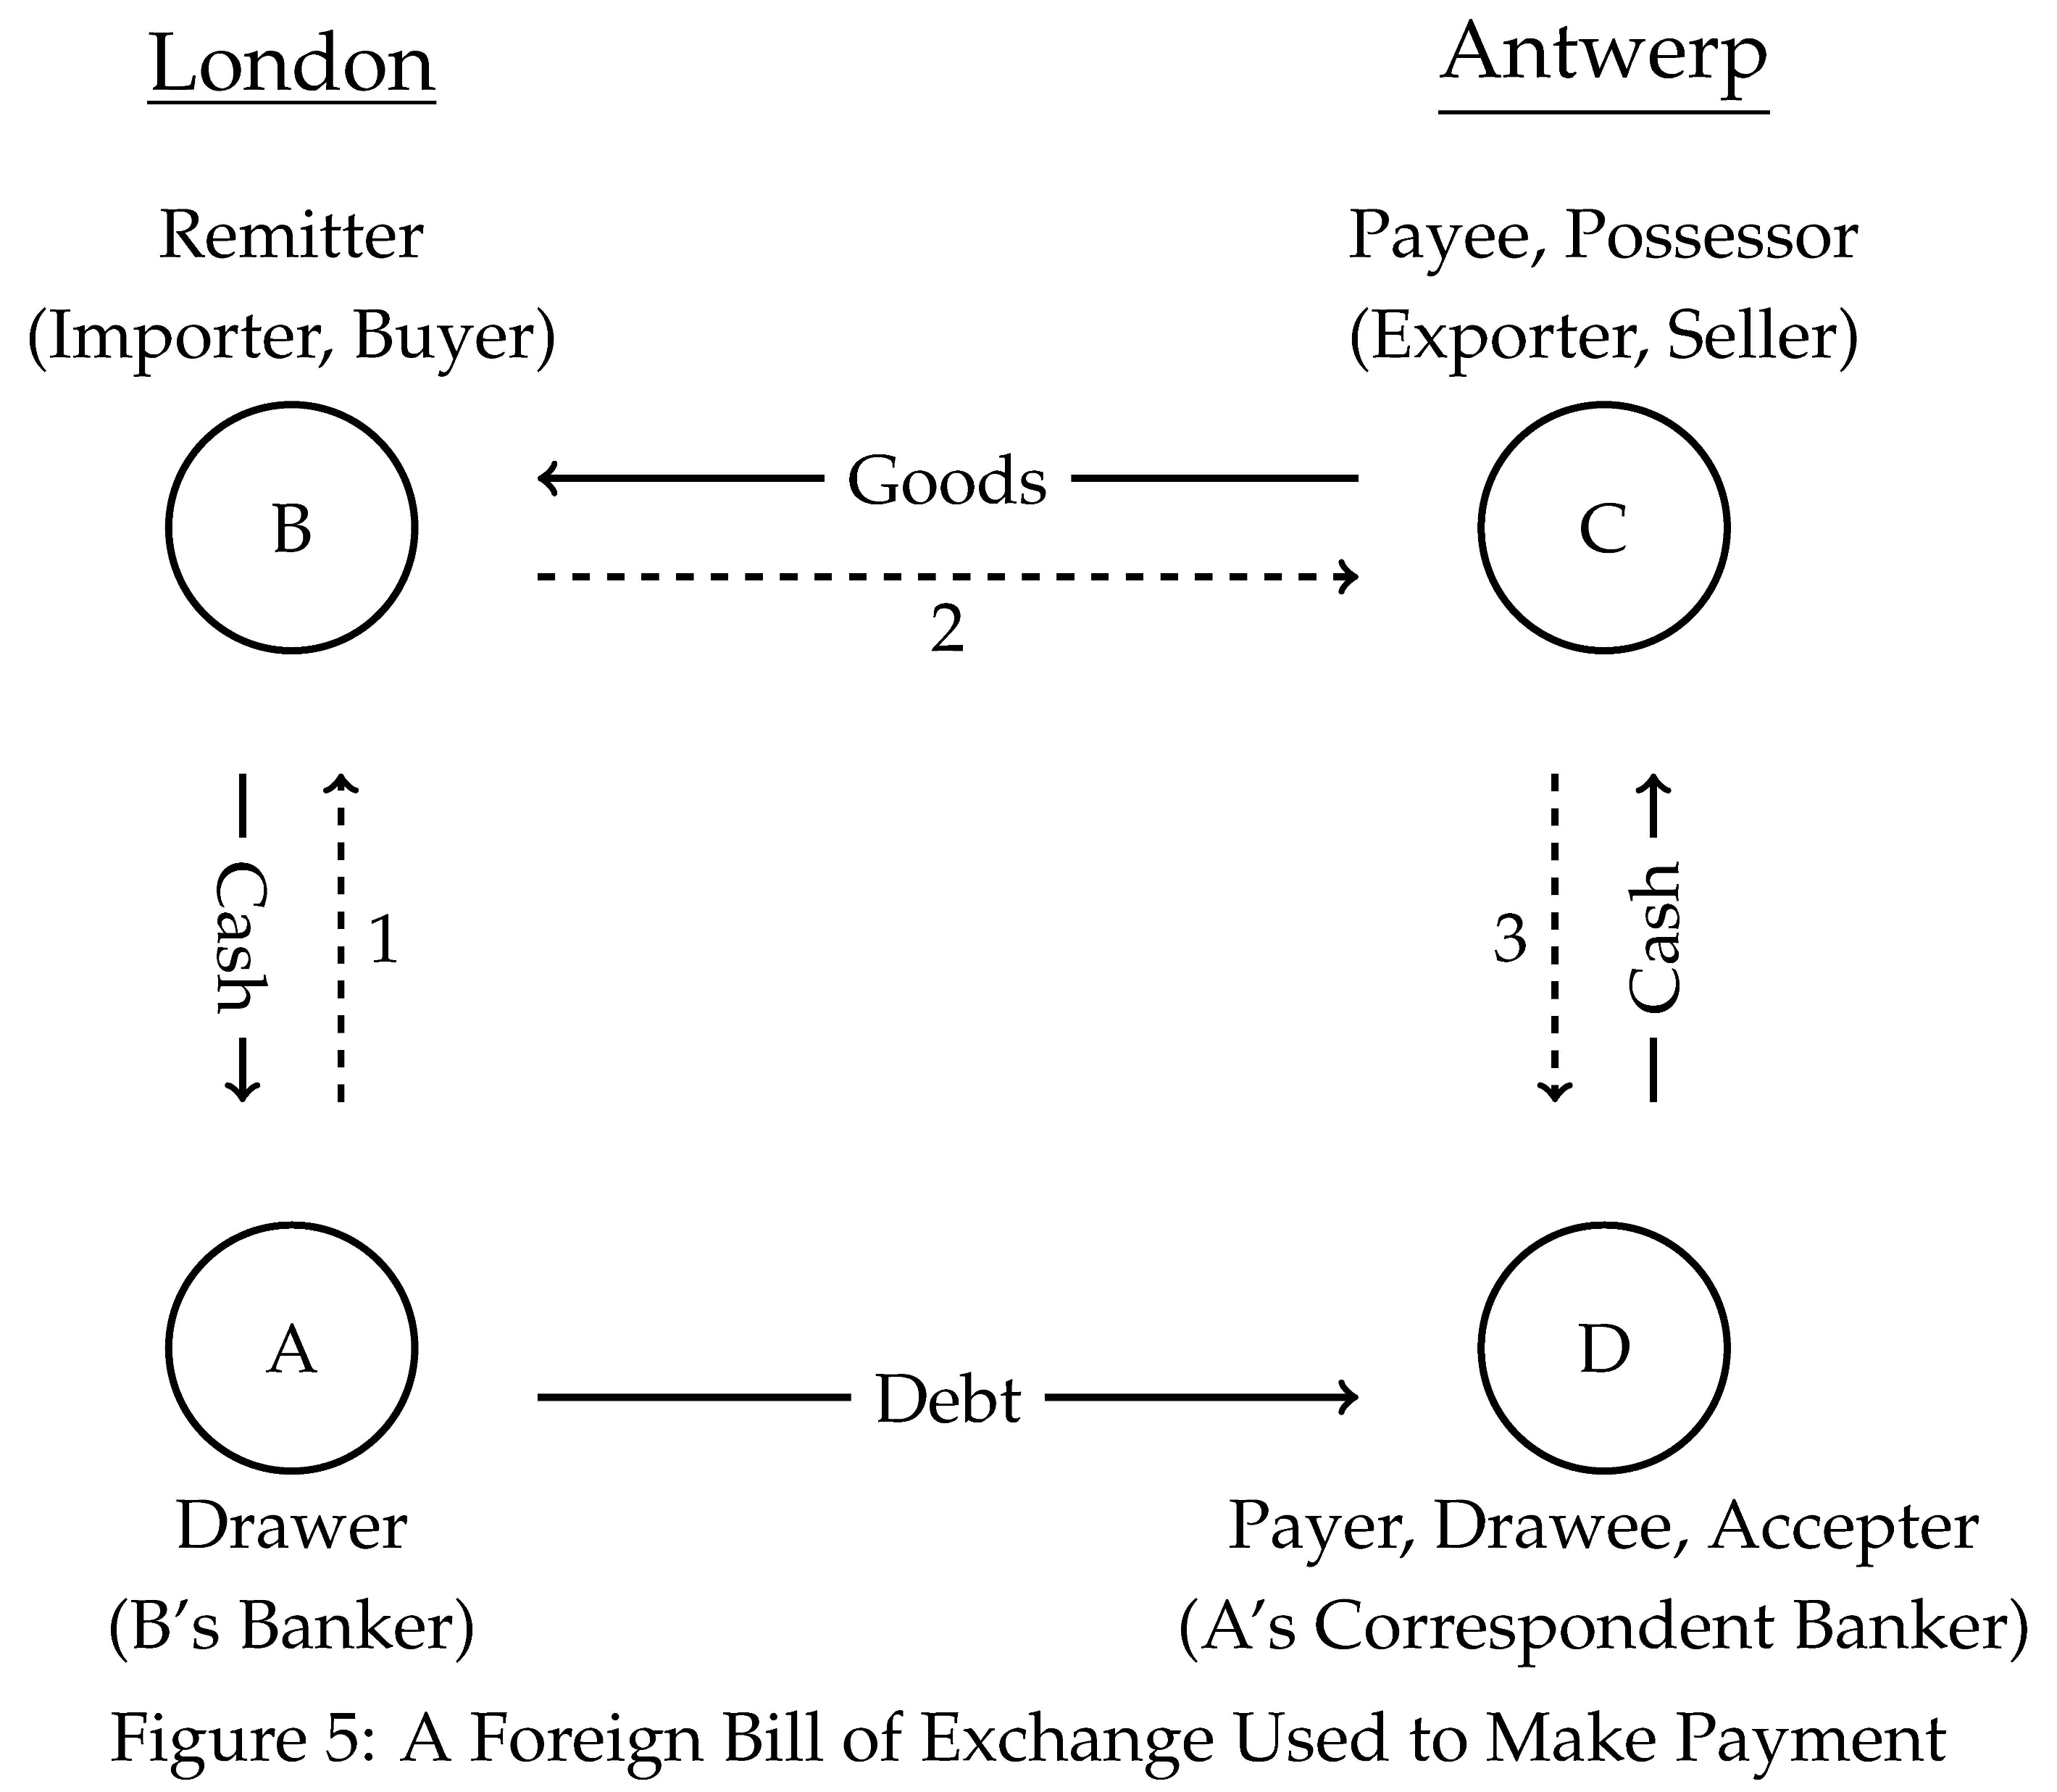 London
Antwerp
Remitter
(Importer, Buyer)
Payee, Possessor
(Exporter, Seller)
B
Goods
C
2
Cash
1
3
Cash
A
Debt
D
Drawer
(B’s Banker)
Payer, Drawee, Accepter
(A’s Correspondent Banker)
Figure 5: A Foreign Bill of Exchange Used to Make Payment